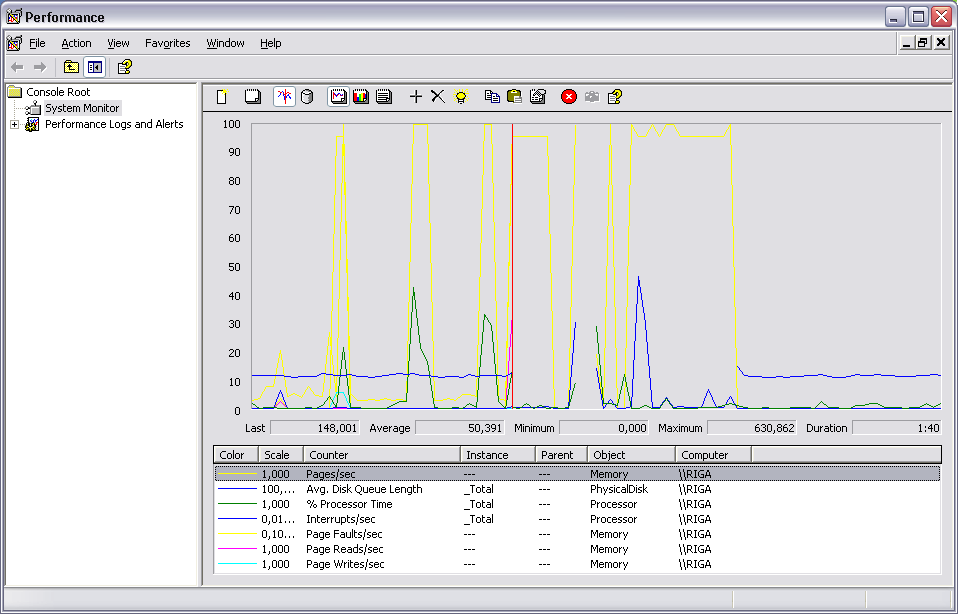 Performance
File Action View Favorites Window Help
Console Root
System Monitor
Performance Logs and Alerts
100
90
80
70
60
50
40
30
20
10
0
Last 148,001 Average 50,391 Minimum 0,000 Maximum 630,862 Duration 1:40
Color Scale Counter Instance Parent Object Computer
1,000 Pages/sec --- --- Memory \\RIGA
100,... Avg. Disk Queue Length _Total --- PhysicalDisk \\RIGA
1,000 % Processor Time _Total --- Processor \\RIGA
0,01... Interrupts/sec _Total --- Processor \\RIGA
0,10... Page Faults/sec --- --- Memory \\RIGA
1,000 Page Reads/sec --- --- Memory \\RIGA
1,000 Page Writes/sec --- --- Memory \\RIGA